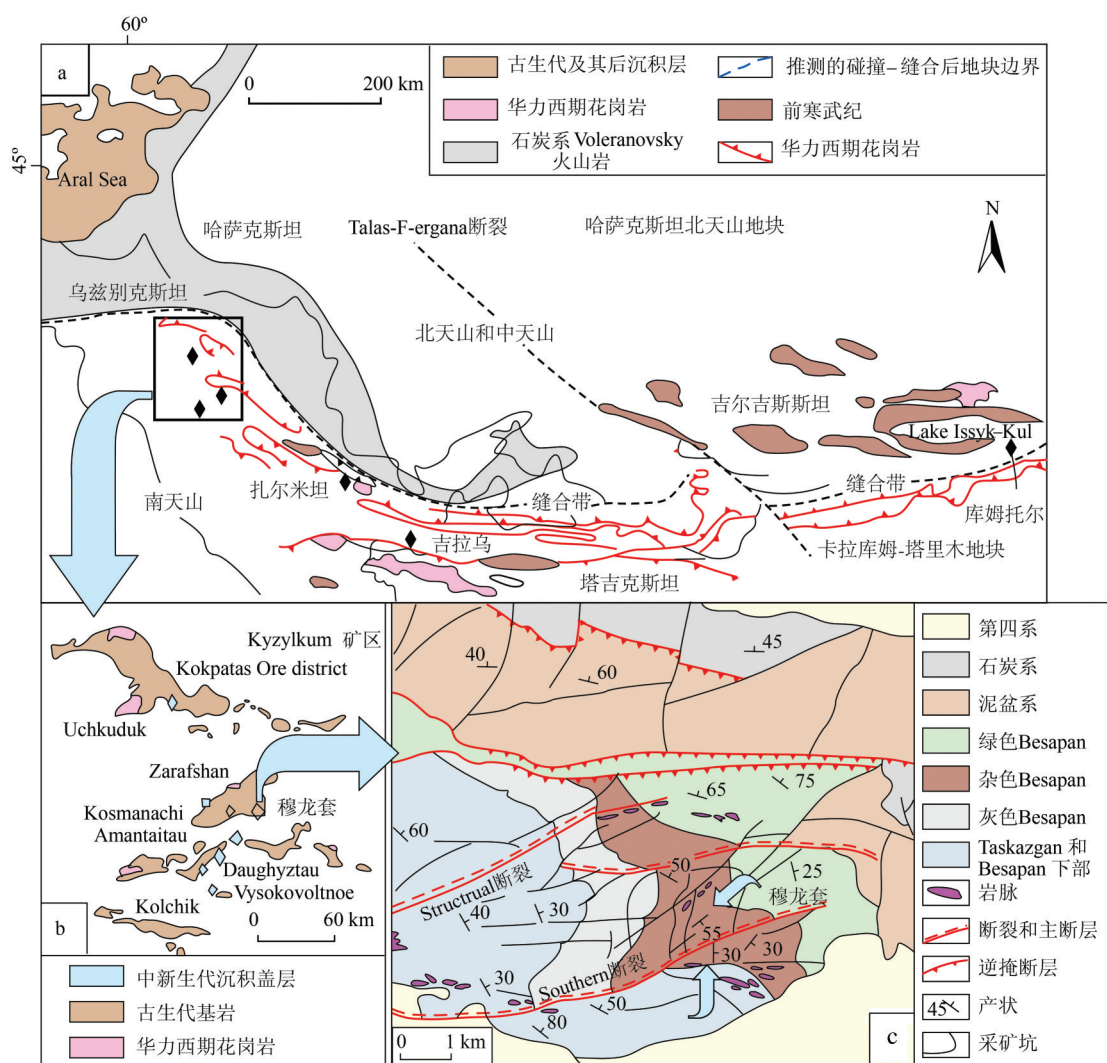 60°
a
0 200 km
45°
古生代及其后沉积层
华力西期花岗岩
石炭系 Voleranovsky
火山岩
推测的碰撞-缝合后地块边界
前寒武纪
华力西期花岗岩
Aral Sea
哈萨克斯坦
Talas-F-ergana断裂
哈萨克斯坦北天山地块
N
乌兹别克斯坦
北天山和中天山
吉尔吉斯斯坦
Lake Issyk-Kul
南天山
扎尔米坦
缝合带
缝合带
库姆托尔
吉拉乌
卡拉库姆-塔里木地块
塔吉克斯坦
Kyzylkum 矿区
Kokpatas Ore district
Uchkuduk
Zarafshan
Kosmanachi
穆龙套
Amantaitau
Daughyztau
Vysokovoltnoe
Kolchik
0 60 km
b
中新生代沉积盖层
古生代基岩
华力西期花岗岩
40
60
45
75
65
60
50
25
Structrual断裂
穆龙套
40
30
55
30
30
Southern断裂
30
50
80
0 1 km
c
第四系
石炭系
泥盆系
绿色Besapan
杂色Besapan
灰色Besapan
Taskazgan 和
Besapan 下部
岩脉
断裂和主断层
逆掩断层
45
产状
采矿坑